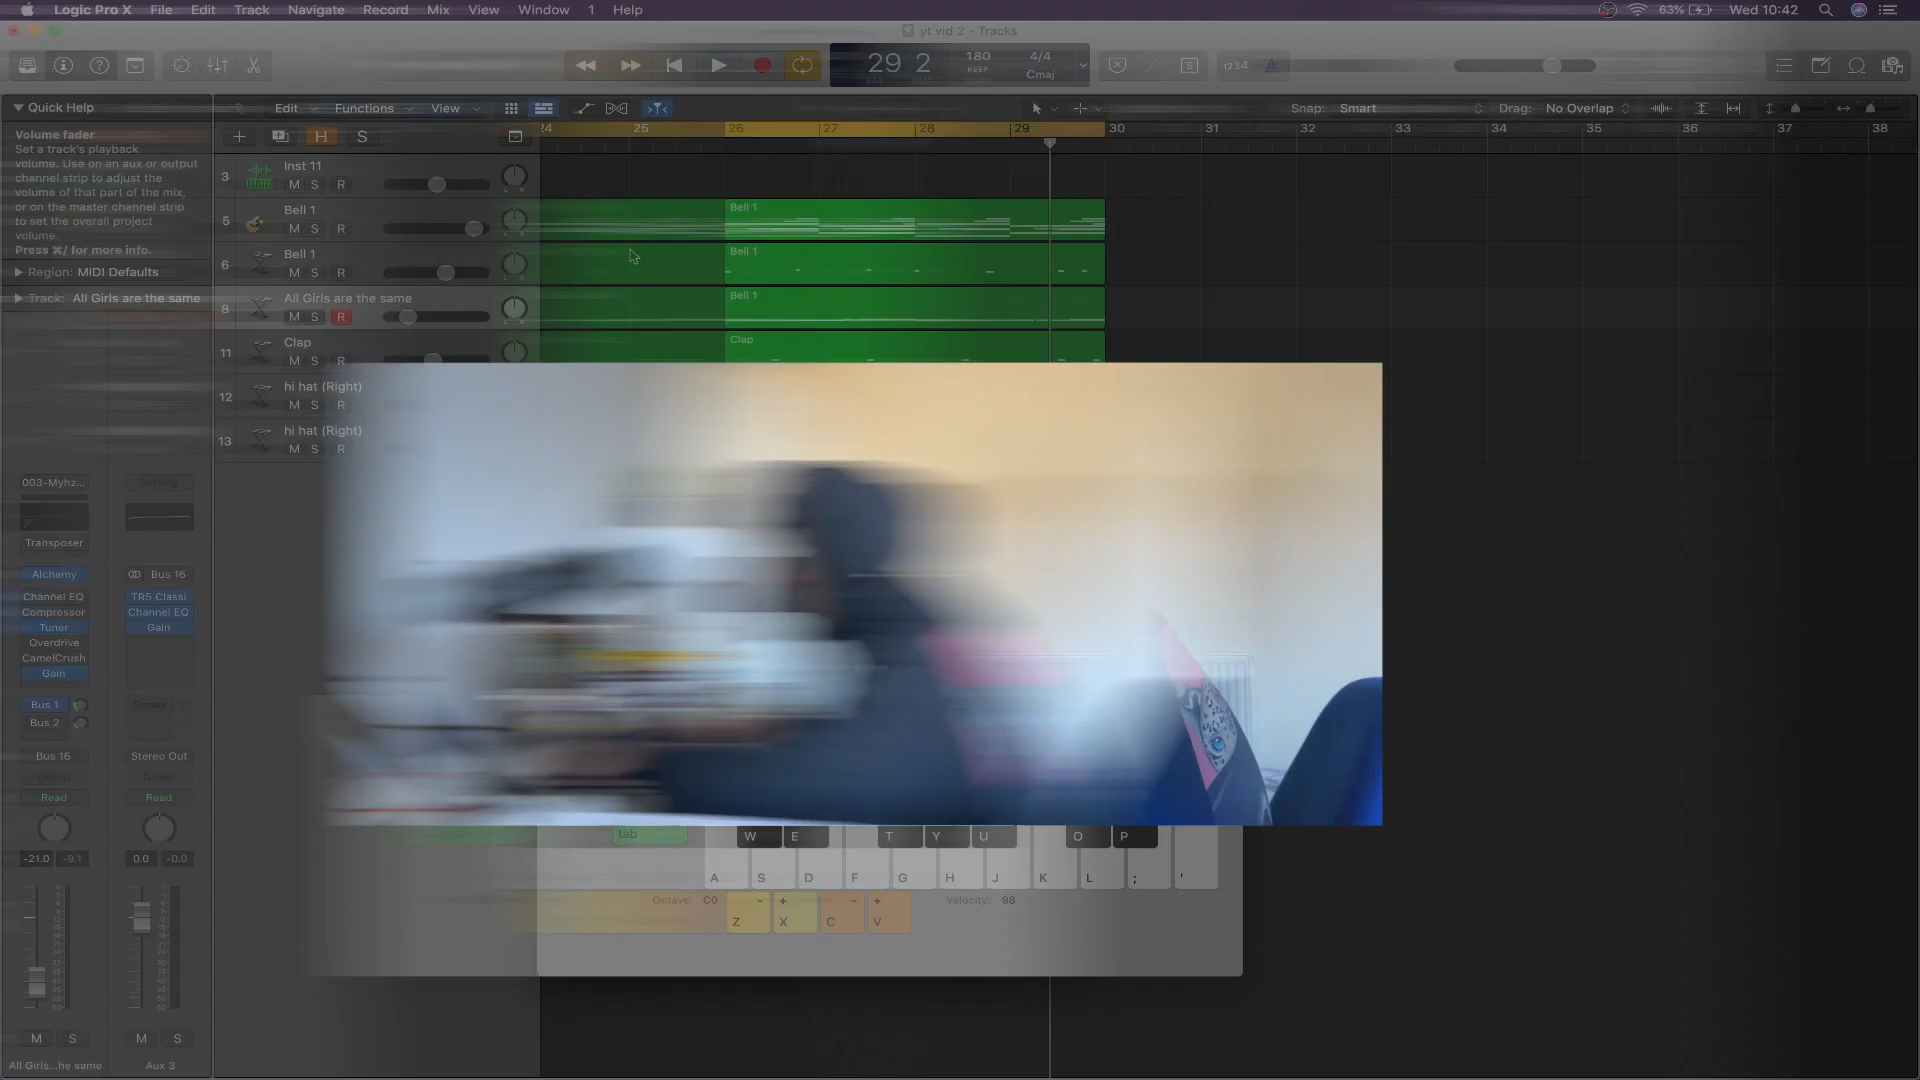 Logic Pro X File Edit Track Navigate Record Mix View Window 1 Help
63% Wed 10:42
yt vid 2 - Tracks
29 2 180 KEEP 4/4 Cmaj
S 1234
Quick Help
Edit Functions View Snap: Smart Drag: No Overlap
Volume fader
Set a track's playback
volume. Use on an aux or output
channel strip to adjust the
volume of that part of the mix,
or on the master channel strip
to set the overall project
volume.
Press ⌘/ for more info.
Region: MIDI Defaults
Track: All Girls are the same
H S
24 25 26 27 28 29 30 31 32 33 34 35 36 37 38
3 Inst 11
M S R
5 Bell 1
M S R
Bell 1
6 Bell 1
M S R
Bell 1
8 All Girls are the same
M S R
Bell 1
11 Clap
M S R
Clap
12 hi hat (Right)
M S R
13 hi hat (Right)
M S R
003-Myhz... Setting
Transposer
Alchemy Bus 16
Channel EQ TR5 Classi
Compressor Channel EQ
Tuner Gain
Overdrive
CamelCrush
Gain
Bus 1 Sends
Bus 2
Bus 16 Stereo Out
Group Group
Read Read
-21.0 -9.1 0.0 -0.0
M S M S
All Girls...he same Aux 3
tab W E T Y U O P
A S D F G H J K L ; '
Octave: C0 - + - + Velocity: 98
Z X C V